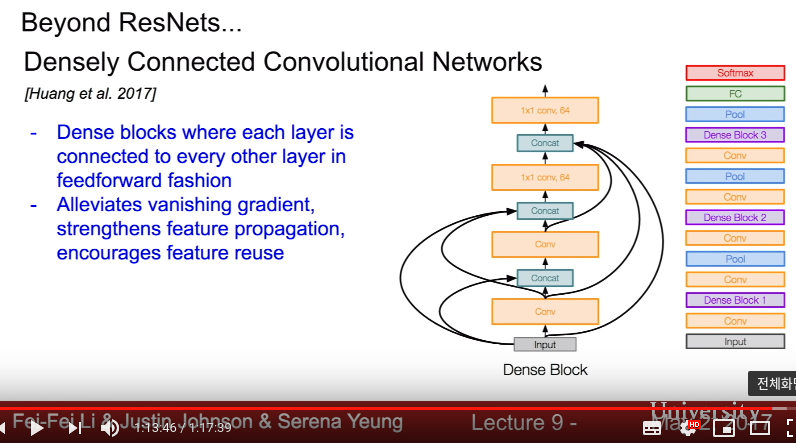 Beyond ResNets...
Densely Connected Convolutional Networks
[Huang et al. 2017]
- Dense blocks where each layer is
connected to every other layer in
feedforward fashion
- Alleviates vanishing gradient,
strengthens feature propagation,
encourages feature reuse
1x1 conv, 64
Concat
1x1 conv, 64
Concat
Conv
Concat
Conv
Input
Dense Block
Softmax
FC
Pool
Dense Block 3
Conv
Pool
Conv
Dense Block 2
Conv
Pool
Conv
Dense Block 1
Conv
Input
전체화면
University
Fei-Fei Li & Justin Johnson & Serena Yeung
Lecture 9 -
2017
1:13:46 / 1:17:39
HD